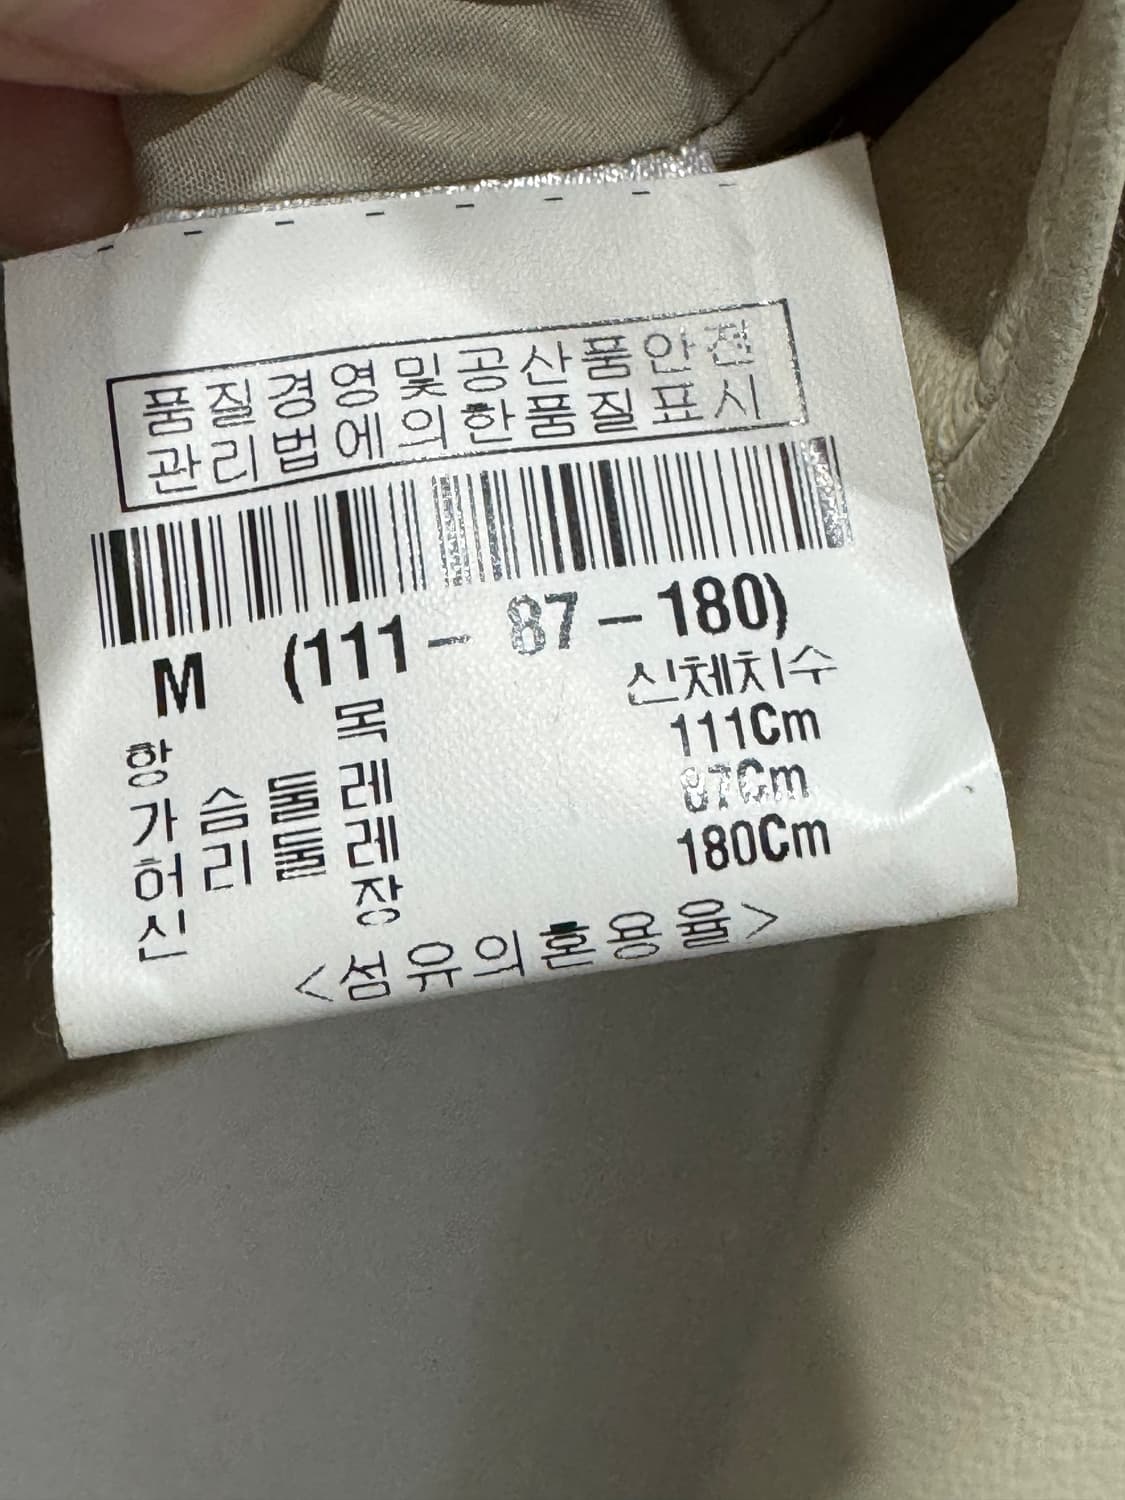 품질경영및공산품안전
관리법에의한품질표시
M (111- 87-180)
항 목 신체치수
가슴둘레 111Cm
허리둘레 87Cm
신 장 180Cm
<섬유의혼용율>